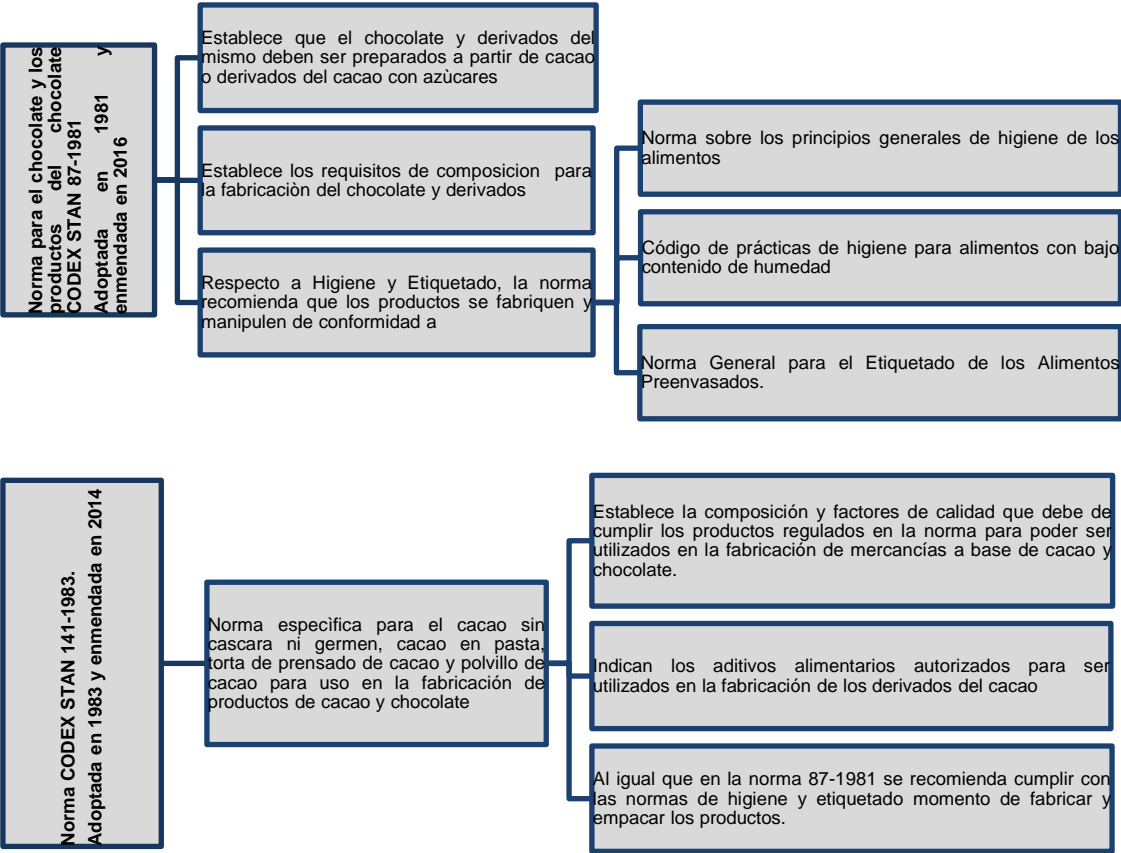 Norma para el chocolate y los
productos del chocolate
CODEX STAN 87-1981
Adoptada en 1981 y
enmendada en 2016
Establece que el chocolate y derivados del
mismo deben ser preparados a partir de cacao
o derivados del cacao con azùcares
Establece los requisitos de composicion para
la fabricaciòn del chocolate y derivados
Respecto a Higiene y Etiquetado, la norma
recomienda que los productos se fabriquen y
manipulen de conformidad a
Norma sobre los principios generales de higiene de los
alimentos
Código de prácticas de higiene para alimentos con bajo
contenido de humedad
Norma General para el Etiquetado de los Alimentos
Preenvasados.
Norma CODEX STAN 141-1983.
Adoptada en 1983 y enmendada en 2014
Norma especìfica para el cacao sin
cascara ni germen, cacao en pasta,
torta de prensado de cacao y polvillo de
cacao para uso en la fabricación de
productos de cacao y chocolate
Establece la composición y factores de calidad que debe de
cumplir los productos regulados en la norma para poder ser
utilizados en la fabricación de mercancías a base de cacao y
chocolate.
Indican los aditivos alimentarios autorizados para ser
utilizados en la fabricación de los derivados del cacao
Al igual que en la norma 87-1981 se recomienda cumplir con
las normas de higiene y etiquetado momento de fabricar y
empacar los productos.